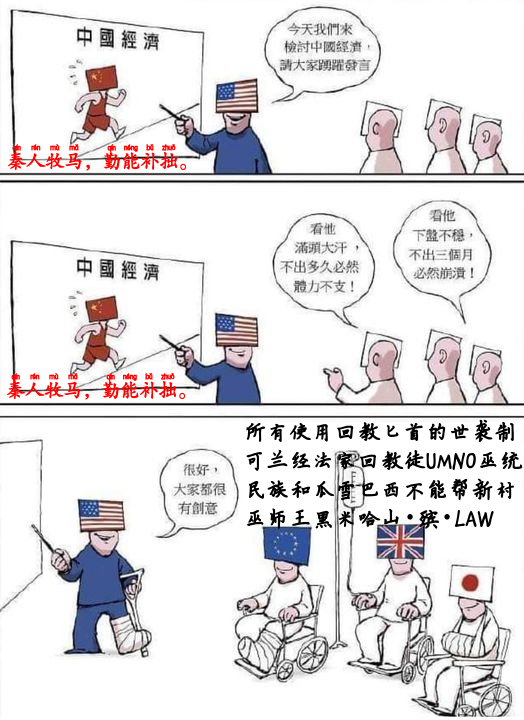 中國經濟
今天我們來
檢討中國經濟，
請大家踴躍發言
qín rén mù mǎ qín néng bǔ zhuō
秦人牧马，勤能补拙。
中國經濟
看他
滿頭大汗，
不出多久必然
體力不支！
看他
下盤不穩，
不出三個月
必然崩潰！
qín rén mù mǎ qín néng bǔ zhuō
秦人牧马，勤能补拙。
很好，
大家都很
有創意
所有使用回教匕首的世袭制
可兰经法家回教徒UMNO巫统
民族和瓜雪巴西不能帮新村
巫师王黑米哈山·殡·LAW